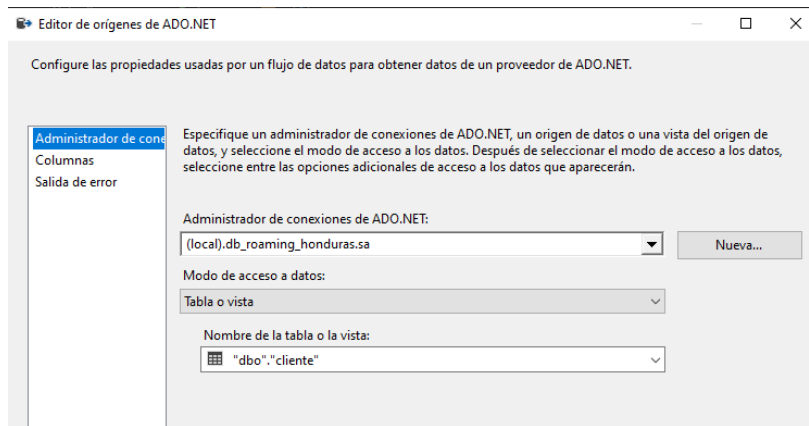 Editor de orígenes de ADO.NET
Configure las propiedades usadas por un flujo de datos para obtener datos de un proveedor de ADO.NET.
Administrador de cone
Columnas
Salida de error
Especifique un administrador de conexiones de ADO.NET, un origen de datos o una vista del origen de
datos, y seleccione el modo de acceso a los datos. Después de seleccionar el modo de acceso a los datos,
seleccione entre las opciones adicionales de acceso a los datos que aparecerán.
Administrador de conexiones de ADO.NET:
(local).db_roaming_honduras.sa
Nueva...
Modo de acceso a datos:
Tabla o vista
Nombre de la tabla o la vista:
"dbo"."cliente"